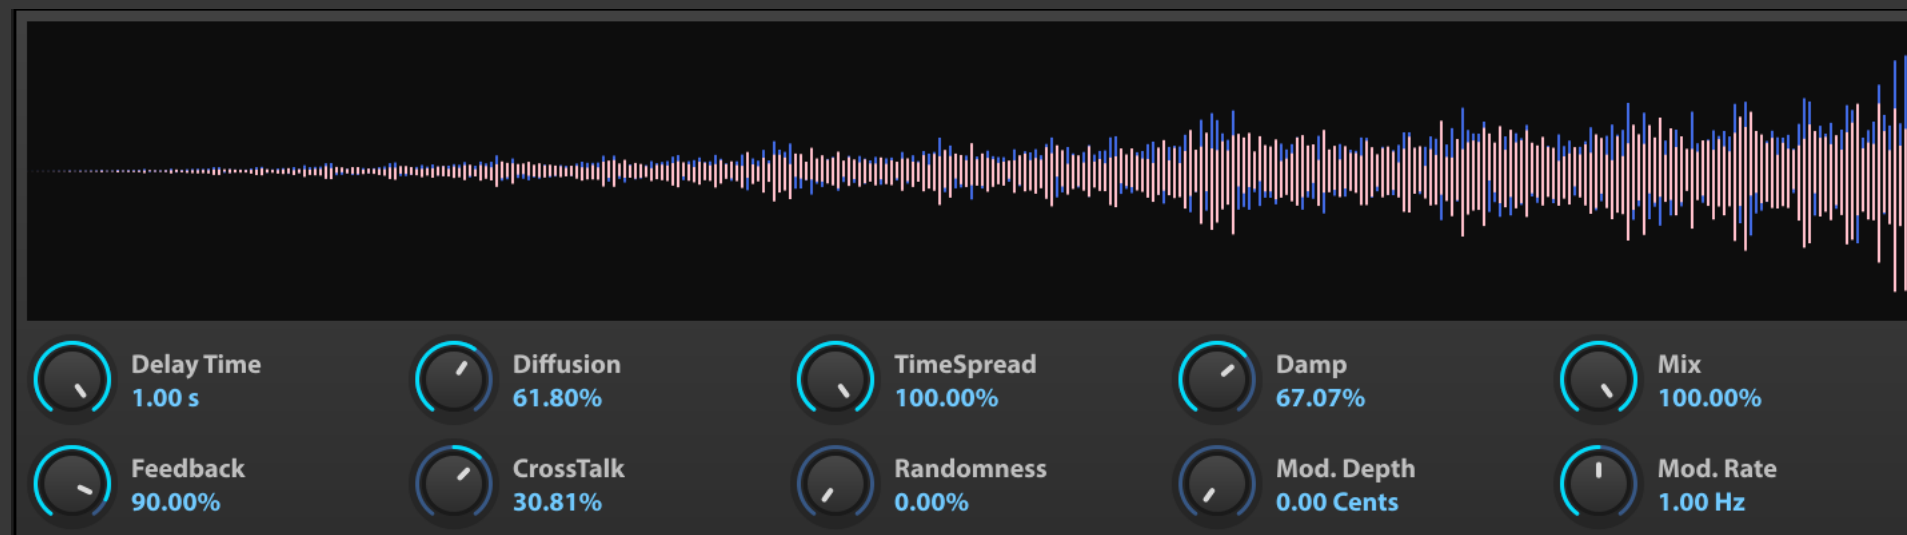 Delay Time
1.00 s
Diffusion
61.80%
TimeSpread
100.00%
Damp
67.07%
Mix
100.00%
Feedback
90.00%
CrossTalk
30.81%
Randomness
0.00%
Mod. Depth
0.00 Cents
Mod. Rate
1.00 Hz